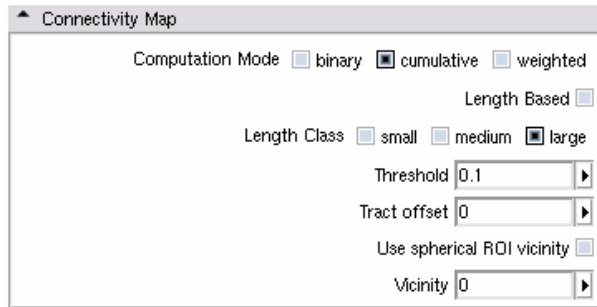 Connectivity Map
Computation Mode binary cumulative weighted
Length Based
Length Class small medium large
Threshold 0.1
Tract offset 0
Use spherical ROI vicinity
Vicinity 0